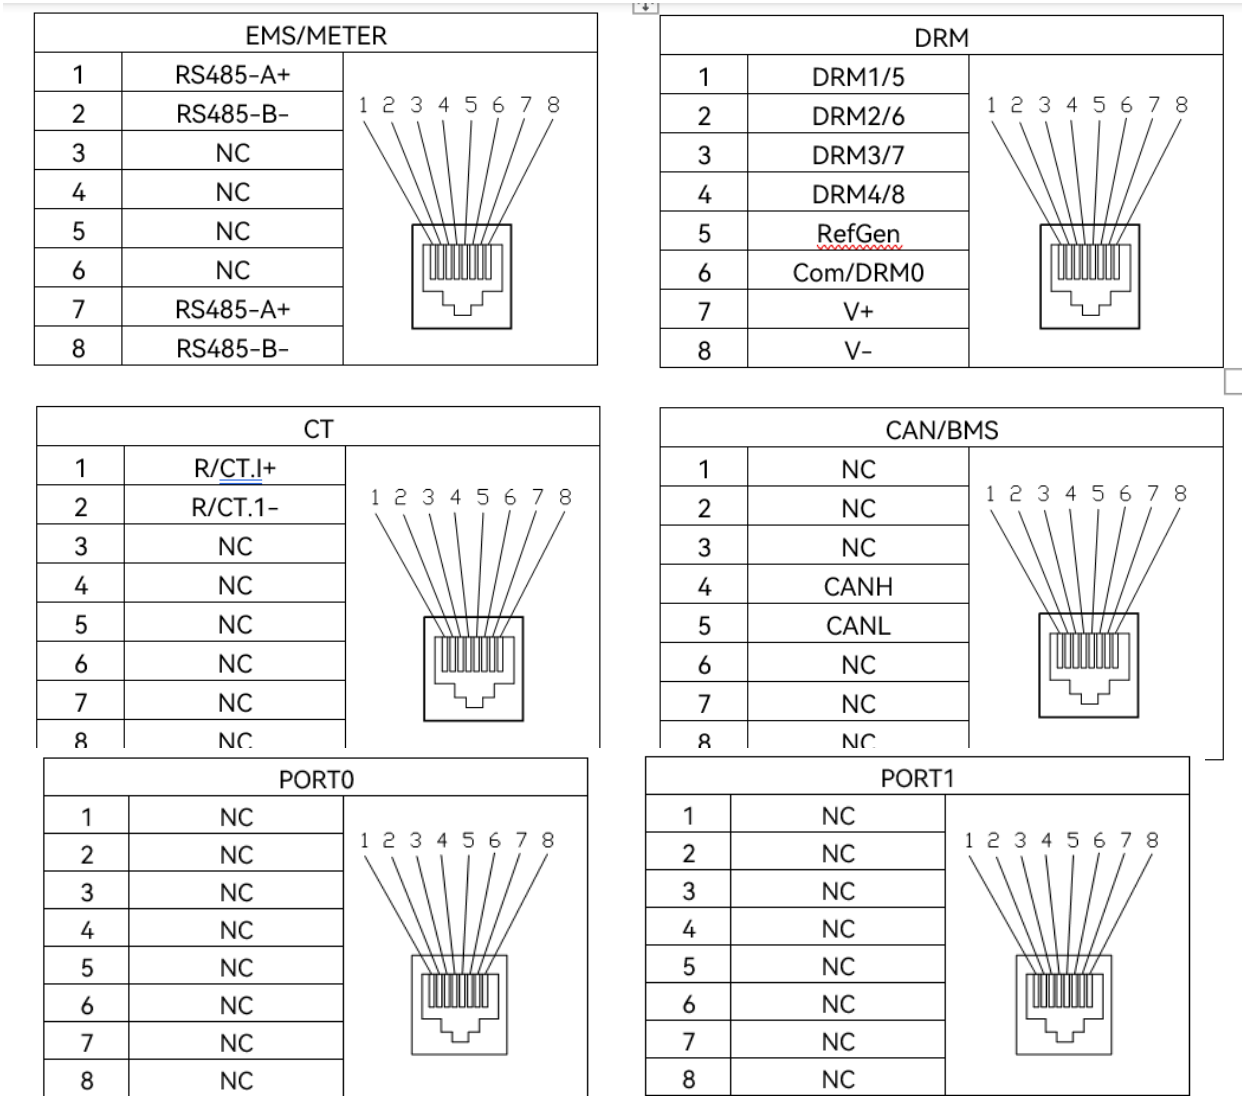 EMS/METER
1 RS485-A+
2 RS485-B-
3 NC
4 NC
5 NC
6 NC
7 RS485-A+
8 RS485-B-
1 2 3 4 5 6 7 8
DRM
1 DRM1/5
2 DRM2/6
3 DRM3/7
4 DRM4/8
5 RefGen
6 Com/DRM0
7 V+
8 V-
1 2 3 4 5 6 7 8
CT
1 R/CT.I+
2 R/CT.1-
3 NC
4 NC
5 NC
6 NC
7 NC
8 NC
1 2 3 4 5 6 7 8
CAN/BMS
1 NC
2 NC
3 NC
4 CANH
5 CANL
6 NC
7 NC
8 NC
1 2 3 4 5 6 7 8
PORT0
1 NC
2 NC
3 NC
4 NC
5 NC
6 NC
7 NC
8 NC
1 2 3 4 5 6 7 8
PORT1
1 NC
2 NC
3 NC
4 NC
5 NC
6 NC
7 NC
8 NC
1 2 3 4 5 6 7 8